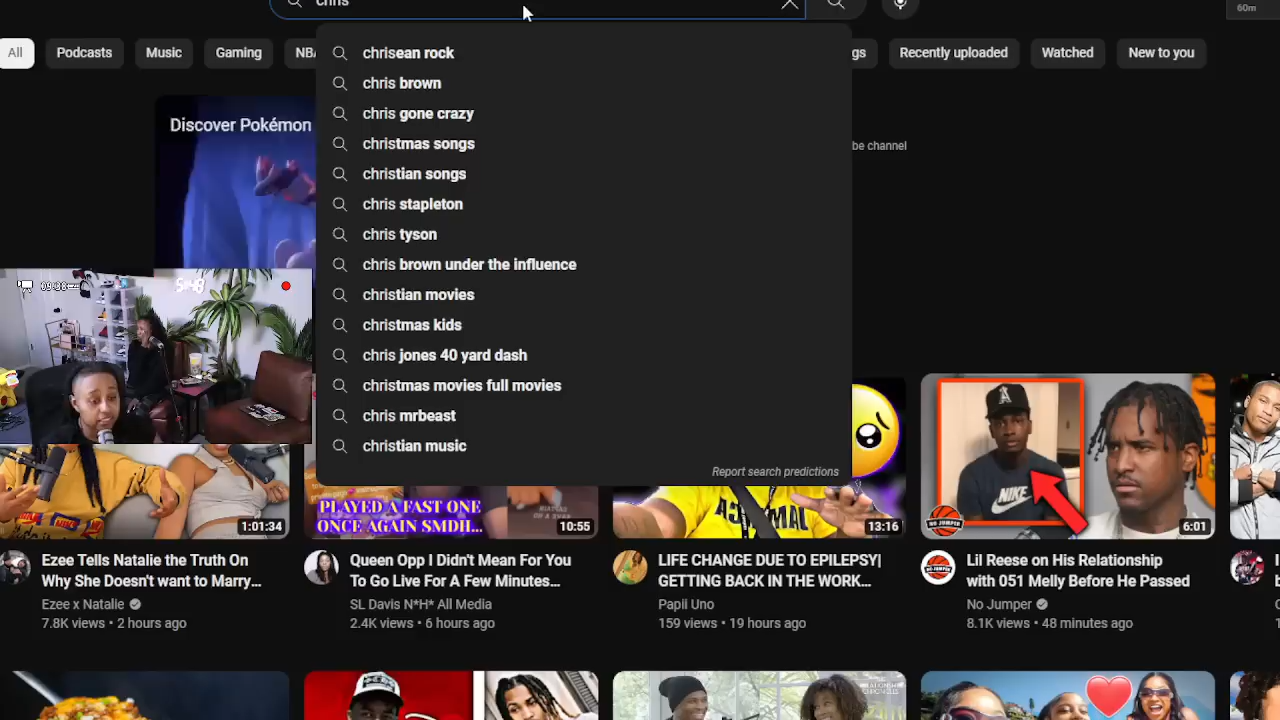 chris
60m
All
Podcasts
Music
Gaming
NBA
gs
Recently uploaded
Watched
New to you
chrisean rock
chris brown
chris gone crazy
christmas songs
christian songs
chris stapleton
chris tyson
chris brown under the influence
christian movies
christmas kids
chris jones 40 yard dash
christmas movies full movies
chris mrbeast
christian music
Report search predictions
Discover Pokémon
be channel
PLAYED A FAST ONE
ONCE AGAIN SMDH...
NIKE
NO JUMPER
1:01:34
10:55
13:16
6:01
Ezee Tells Natalie the Truth On
Why She Doesn't want to Marry...
Ezee x Natalie
7.8K views • 2 hours ago
Queen Opp I Didn't Mean For You
To Go Live For A Few Minutes...
SL Davis N*H* All Media
2.4K views • 6 hours ago
LIFE CHANGE DUE TO EPILEPSY|
GETTING BACK IN THE WORK...
Papii Uno
159 views • 19 hours ago
Lil Reese on His Relationship
with 051 Melly Before He Passed
No Jumper
8.1K views • 48 minutes ago